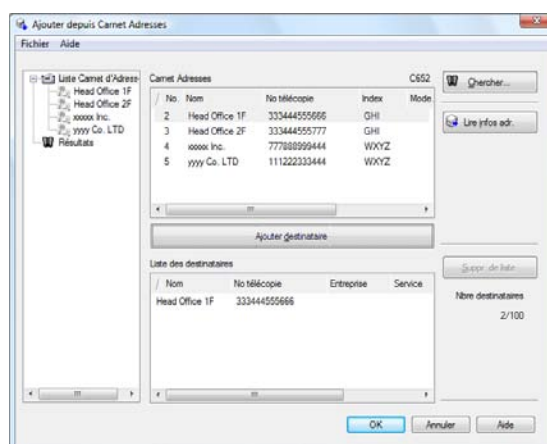 Ajouter depuis Carnet Adresses
Fichier Aide
Liste Carnet d'Adress
Head Office 1F
Head Office 2F
xxxxx Inc.
yyyy Co. LTD
Résultats
Carnet Adresses C652
/ No. Nom No télécopie Index Mode
2 Head Office 1F 333444555666 GHI
3 Head Office 2F 333444555777 GHI
4 xxxxx Inc. 777888999444 WXYZ
5 yyyy Co. LTD 111222333444 WXYZ
Ajouter destinataire
Liste des destinataires
/ Nom No télécopie Entreprise Service
Head Office 1F 333444555666
Chercher...
Lire infos adr.
Suppr. de liste
Nbre destinataires
2/100
OK Annuler Aide